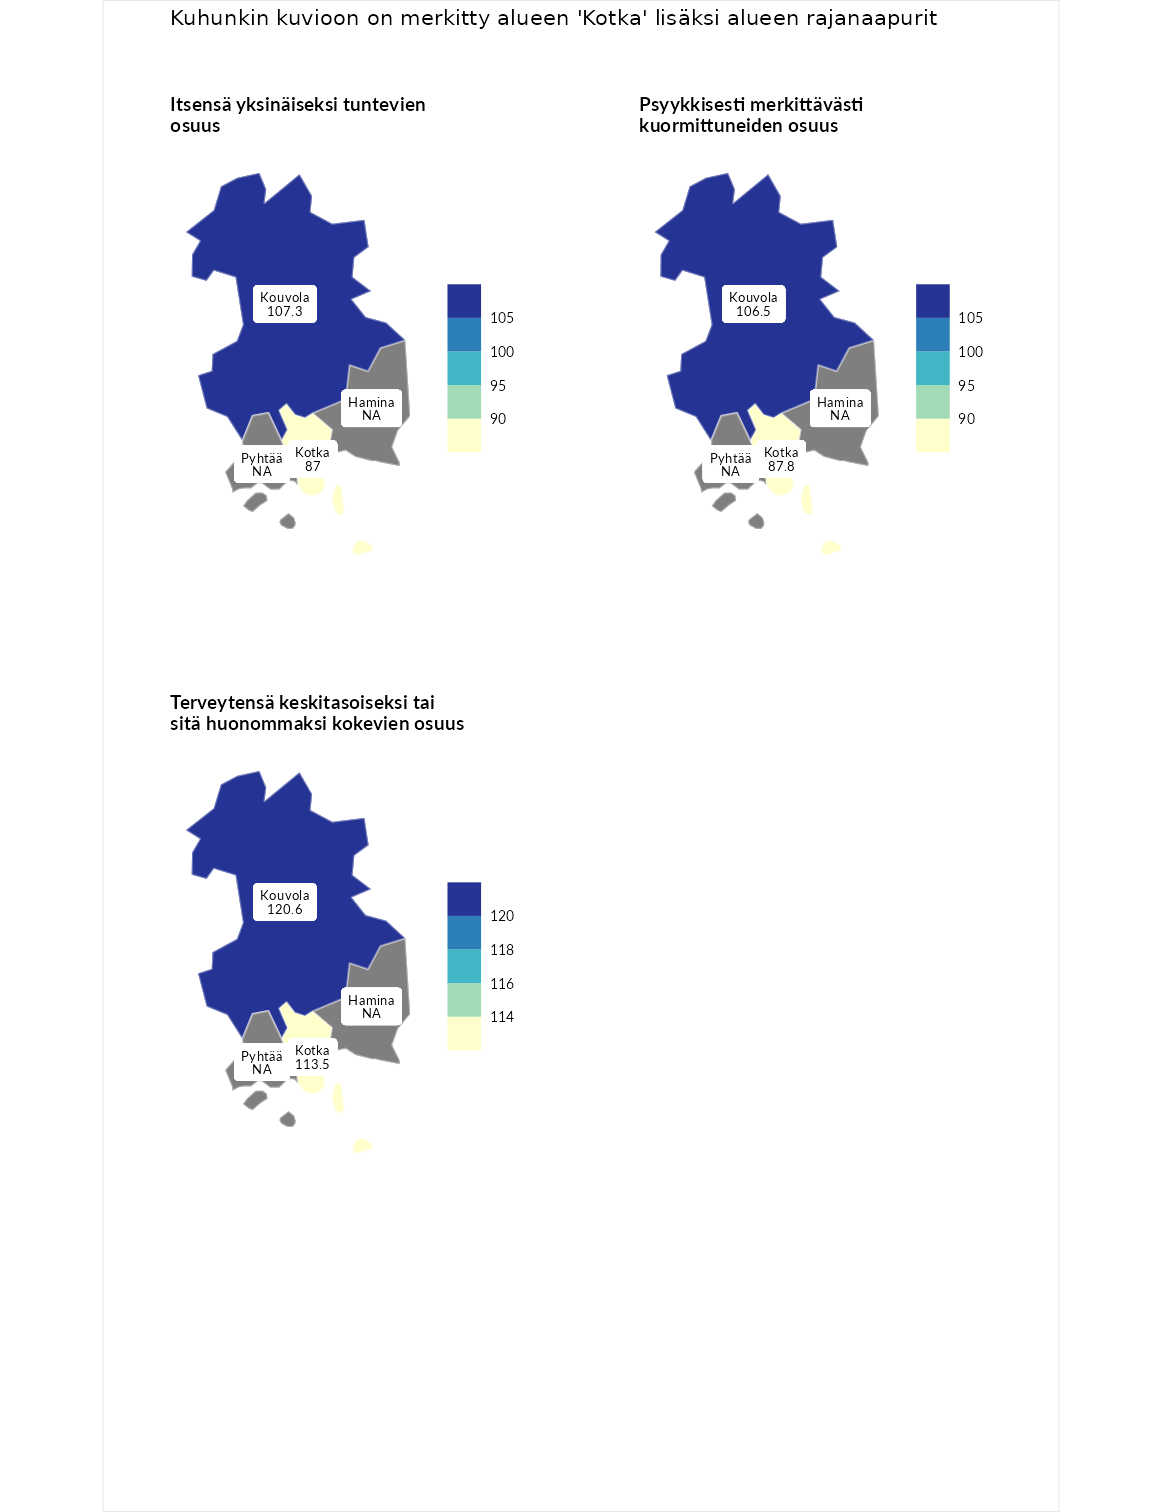 Kuhunkin kuvioon on merkitty alueen 'Kotka' lisäksi alueen rajanaapurit
Itsensä yksinäiseksi tuntevien
osuus
Kouvola
107.3
Hamina
NA
Kotka
87
Pyhtää
NA
105
100
95
90
Psyykkisesti merkittävästi
kuormittuneiden osuus
Kouvola
106.5
Hamina
NA
Kotka
87.8
Pyhtää
NA
105
100
95
90
Terveytensä keskitasoiseksi tai
sitä huonommaksi kokevien osuus
Kouvola
120.6
Hamina
NA
Kotka
113.5
Pyhtää
NA
120
118
116
114